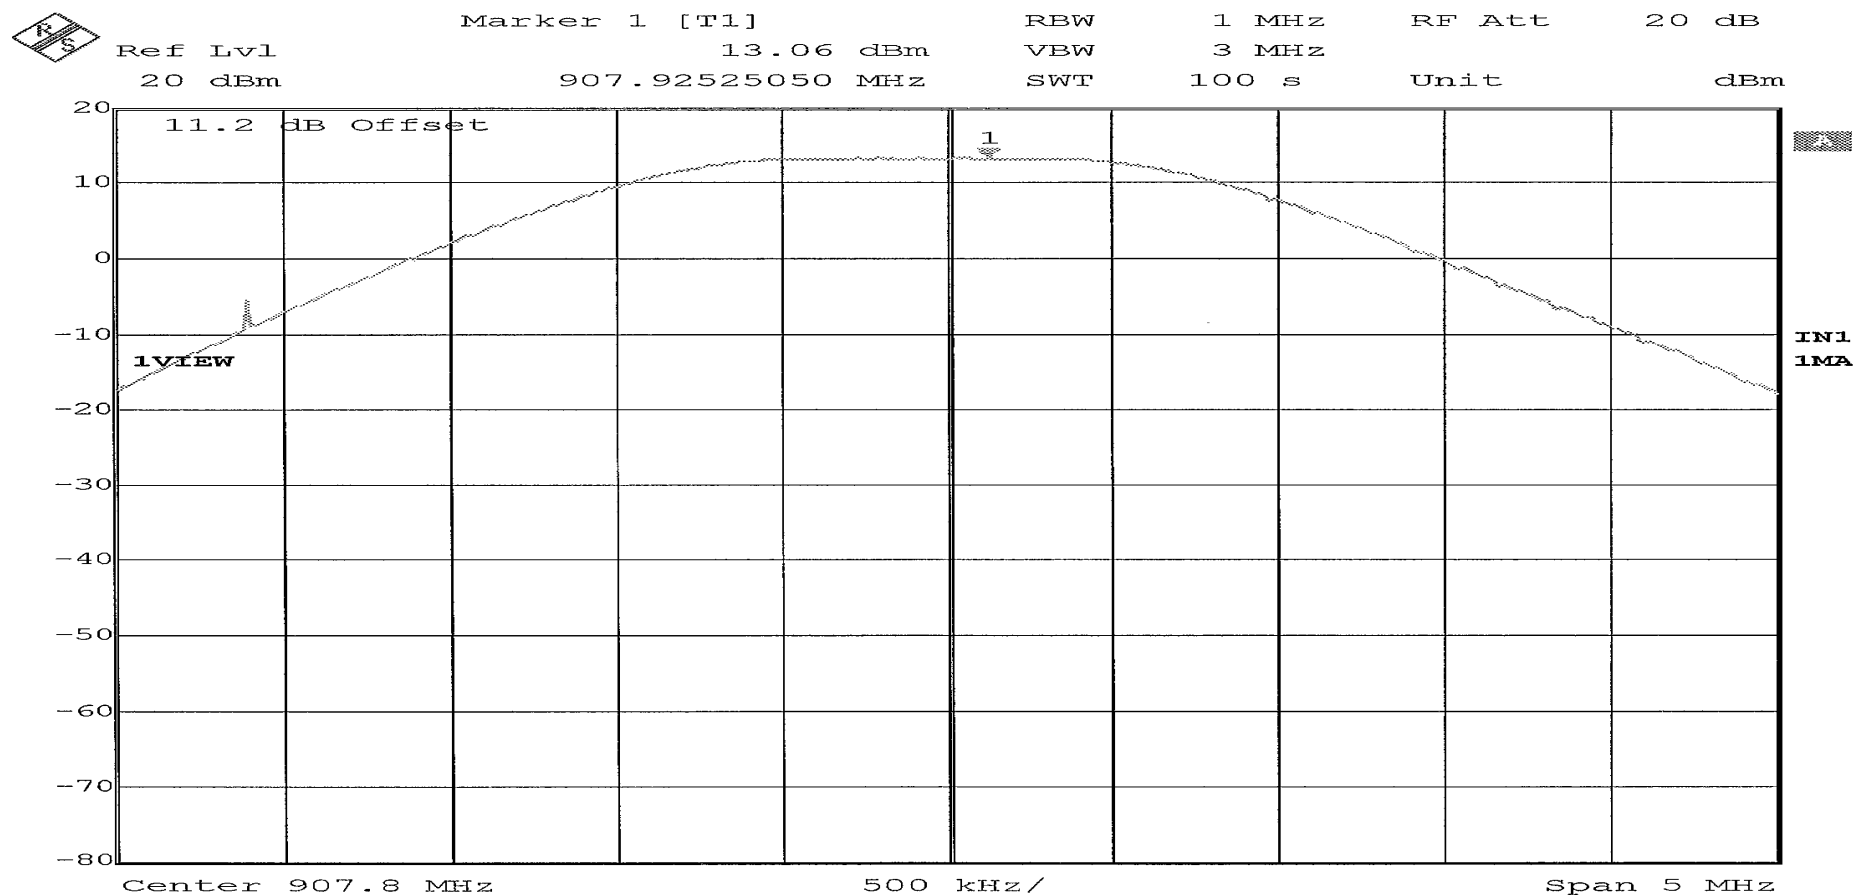 R S
Marker 1 [T1] RBW 1 MHz RF Att 20 dB
Ref Lvl 13.06 dBm VBW 3 MHz
20 dBm 907.92525050 MHz SWT 100 s Unit dBm
20
11.2 dB Offset
1
A
10
0
-10
IN1
1VIEW
1MA
-20
-30
-40
-50
-60
-70
-80
Center 907.8 MHz 500 kHz/ Span 5 MHz